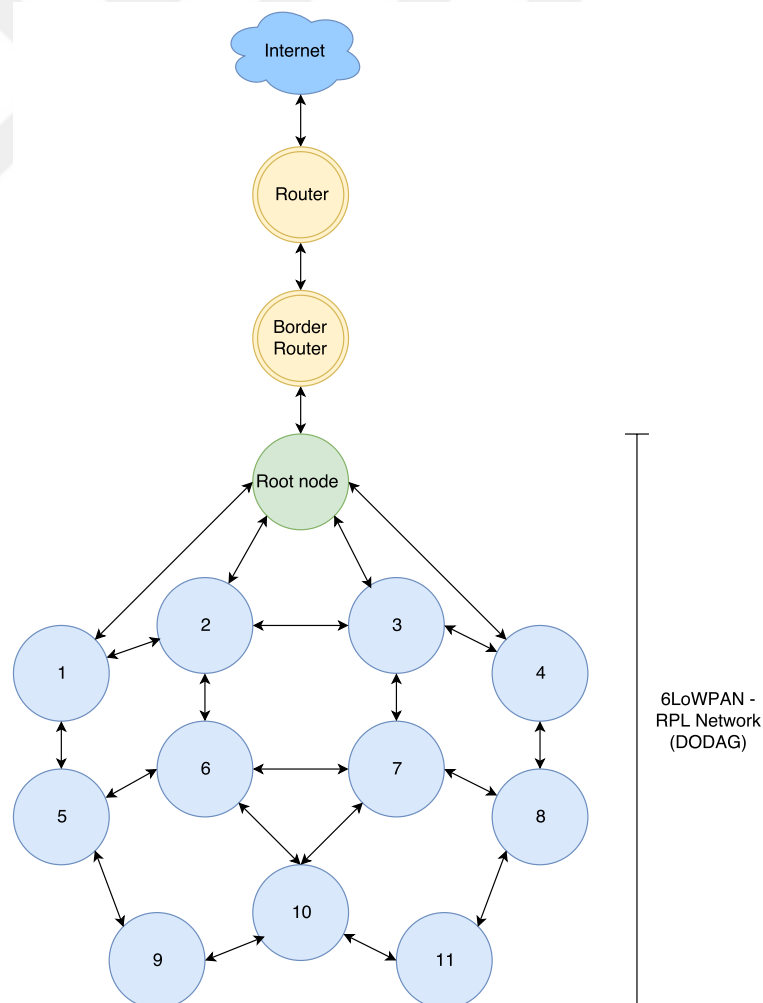 Internet
Router
Border
Router
Root node
2
3
1
4
6
7
5
8
10
9
11
6LoWPAN -
RPL Network
(DODAG)